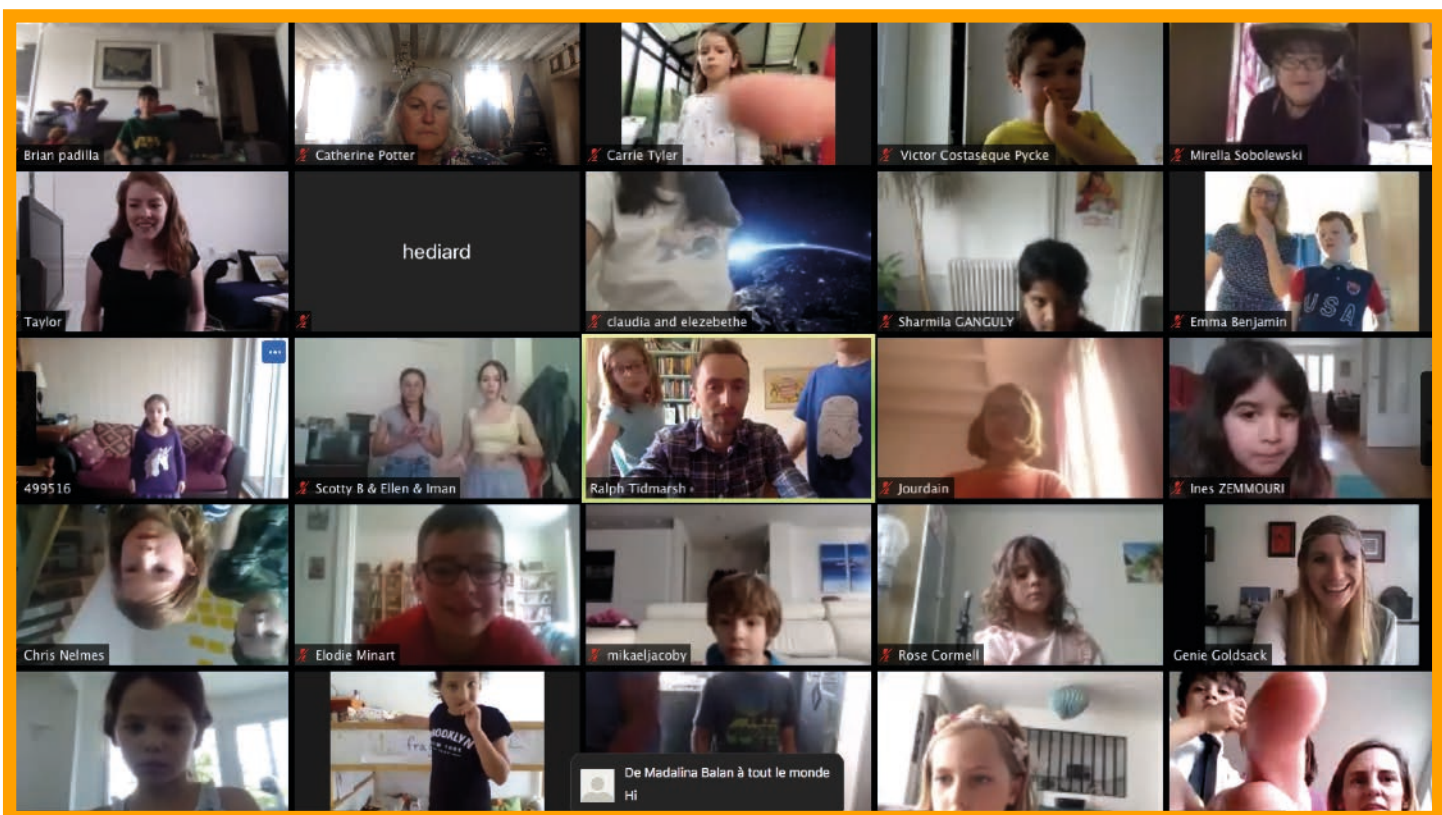 Brian padilla
Catherine Potter
Carrie Tyler
Victor Costaseque Pycke
Mirella Sobolewski
Taylor
hediard
claudia and elezebethe
Sharmila GANGULY
USA
Emma Benjamin
499516
Scotty B & Ellen & Iman
Ralph Tidmarsh
Jourdain
Ines ZEMMOURI
Chris Nelmes
Elodie Minart
mikaeljacoby
Rose Cormell
Genie Goldsack
BROOKLYN
NEW YORK
fra
De Madalina Balan à tout le monde
Hi